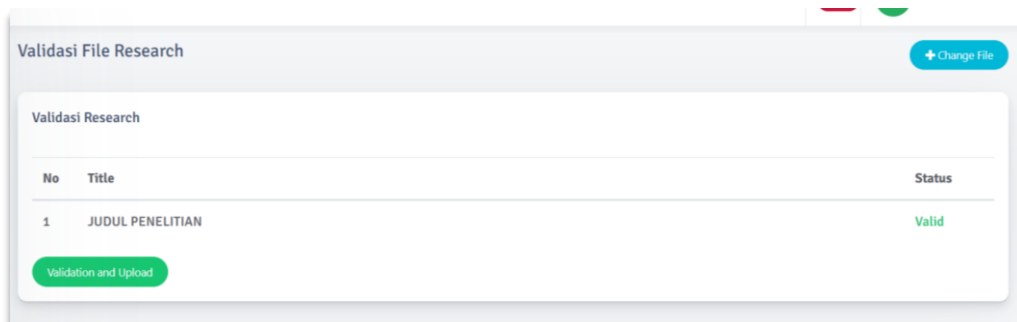 Validasi File Research
+ Change File
Validasi Research
No Title Status
1 JUDUL PENELITIAN Valid
Validation and Upload